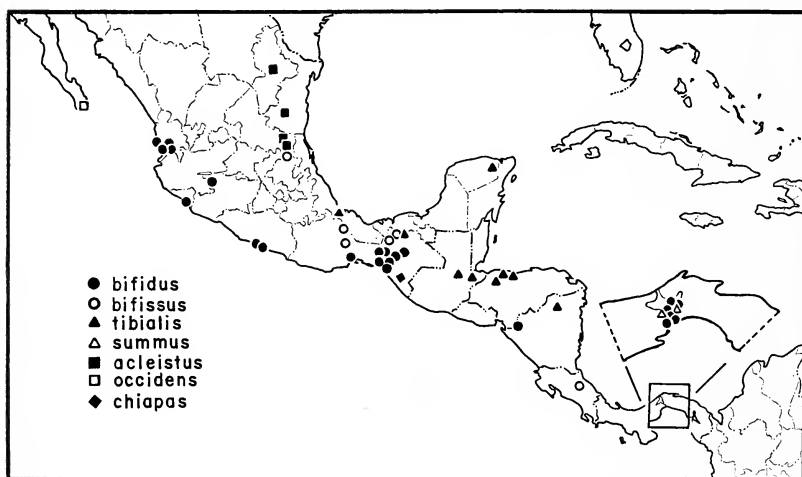 bifidus
bifissus
tibialis
summus
acleistus
occidens
chiapas